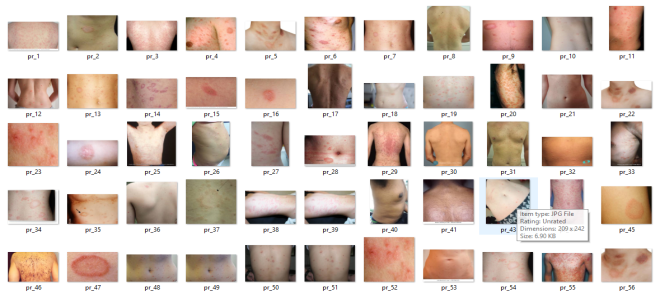 pr_1 pr_2 pr_3 pr_4 pr_5 pr_6 pr_7 pr_8 pr_9 pr_10 pr_11
pr_12 pr_13 pr_14 pr_15 pr_16 pr_17 pr_18 pr_19 pr_20 pr_21 pr_22
pr_23 pr_24 pr_25 pr_26 pr_27 pr_28 pr_29 pr_30 pr_31 pr_32 pr_33
pr_34 pr_35 pr_36 pr_37 pr_38 pr_39 pr_40 pr_41 pr_43 pr_45
Item type: JPG File
Rating: Unrated
Dimensions: 209 x 242
Size: 6.90 KB
pr_46 pr_47 pr_48 pr_49 pr_50 pr_51 pr_52 pr_53 pr_54 pr_55 pr_56